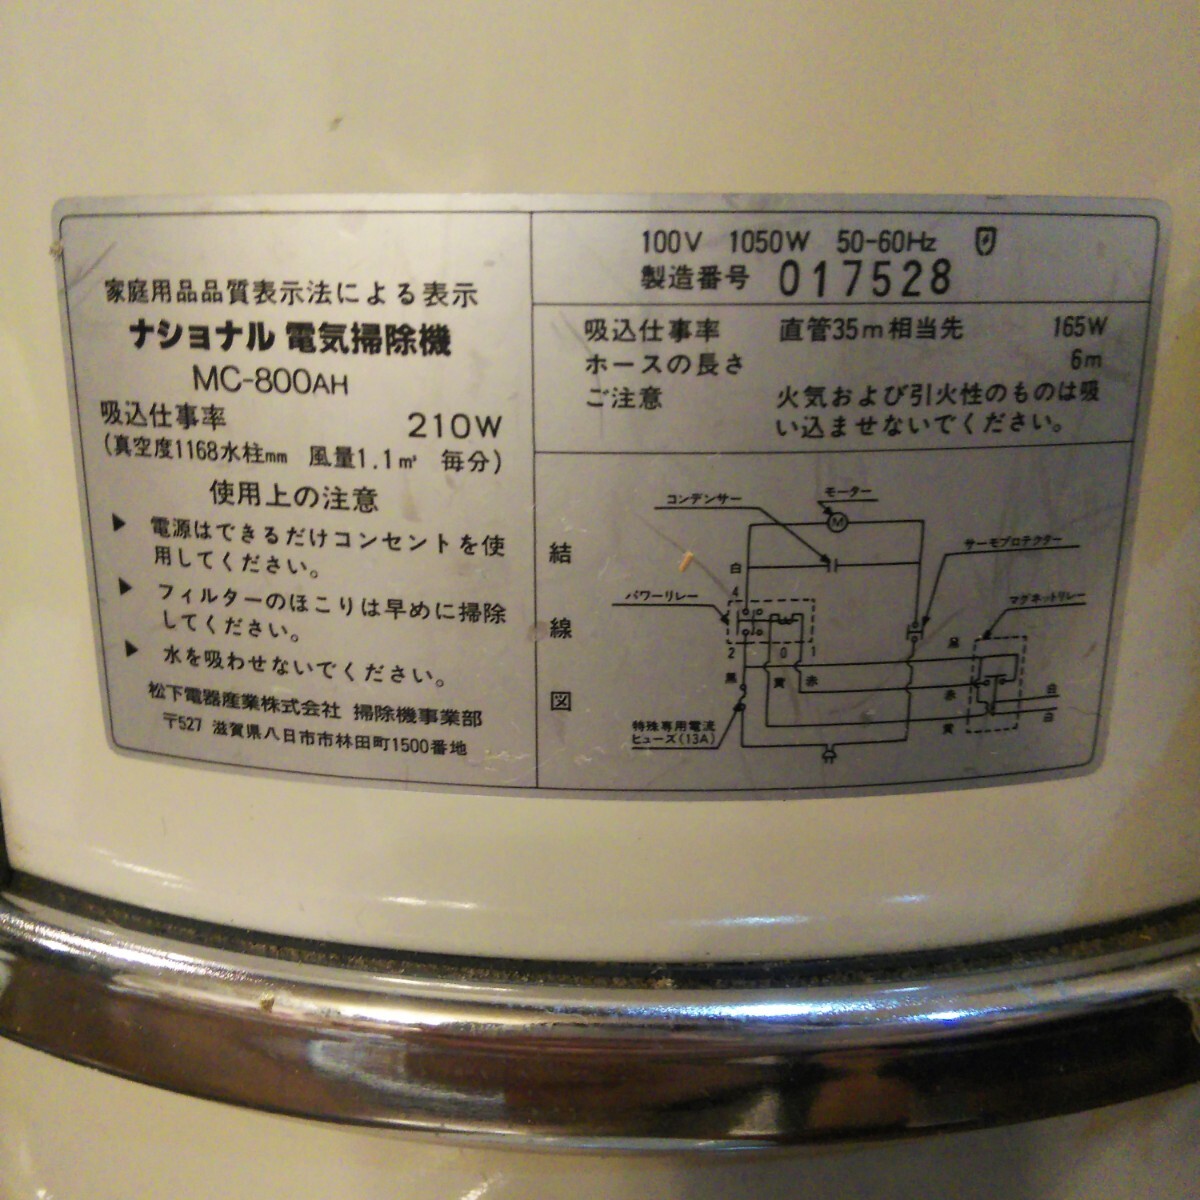 家庭用品品質表示法による表示
ナショナル 電気掃除機
MC-800AH
吸込仕事率 210W
(真空度1168水柱mm 風量1.1m³ 毎分)
使用上の注意
▶ 電源はできるだけコンセントを使
用してください。
▶ フィルターのほこりは早めに掃除
してください。
▶ 水を吸わせないでください。
松下電器産業株式会社 掃除機事業部
〒527 滋賀県八日市市林田町1500番地
100V 1050W 50-60Hz
製造番号 017528
吸込仕事率 直管35m相当先 165W
ホースの長さ 6m
ご注意 火気および引火性のものは吸
い込ませないでください。
結線図
コンデンサー
モーター
M
サーモプロテクター
白
パワーリレー
4
マグネットリレー
2 0 1
黒 黄 赤
赤
白
白
黄
特殊専用電流
ヒューズ(13A)